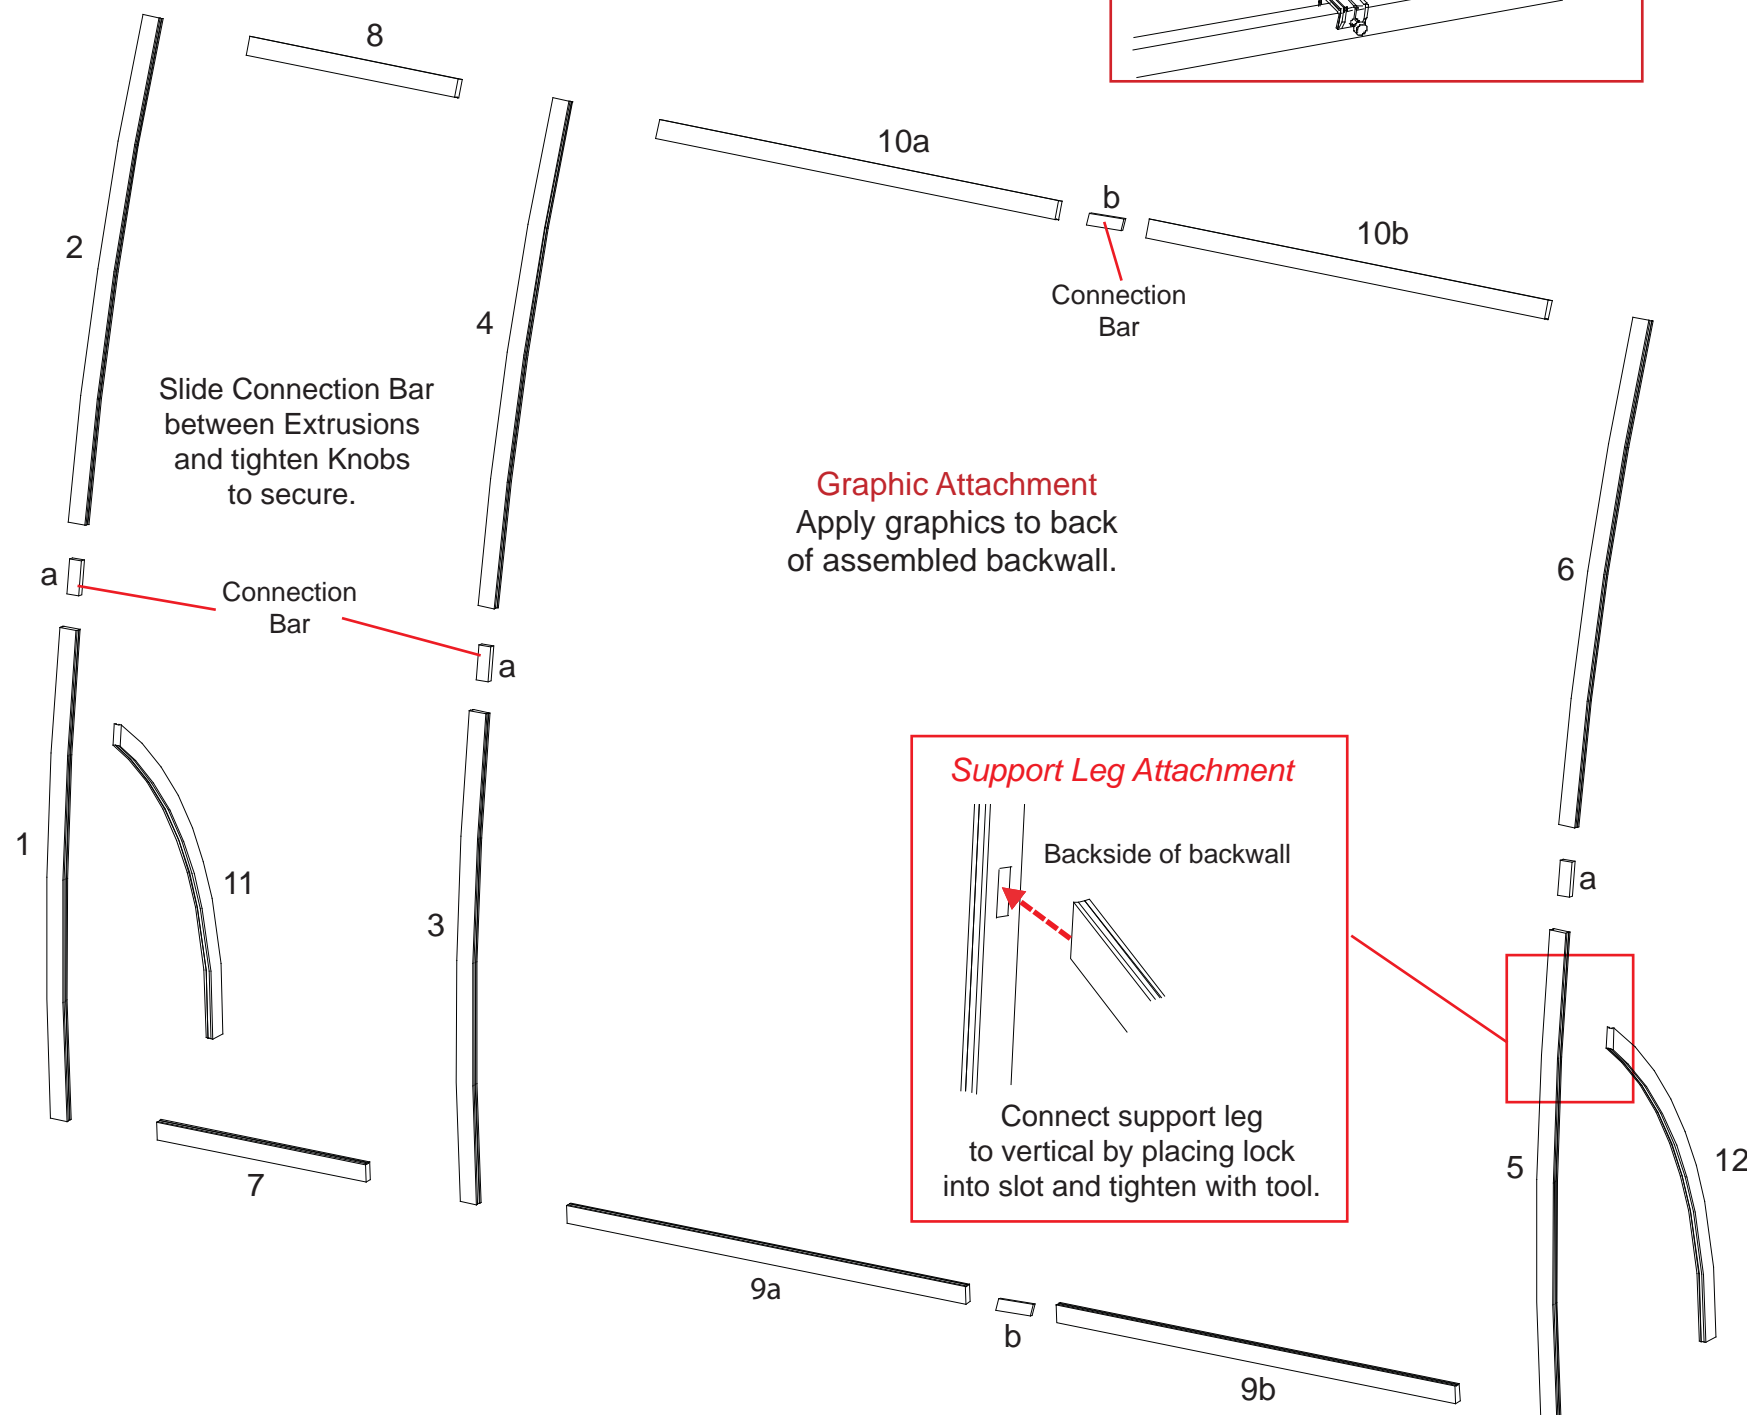 8
10a
b
10b
2
Connection
Bar
4
Slide Connection Bar
between Extrusions
and tighten Knobs
to secure.
Graphic Attachment
Apply graphics to back
of assembled backwall.
6
a
Connection
Bar
a
Support Leg Attachment
Backside of backwall
a
1
11
3
Connect support leg
to vertical by placing lock
into slot and tighten with tool.
5
12
7
9a
b
9b